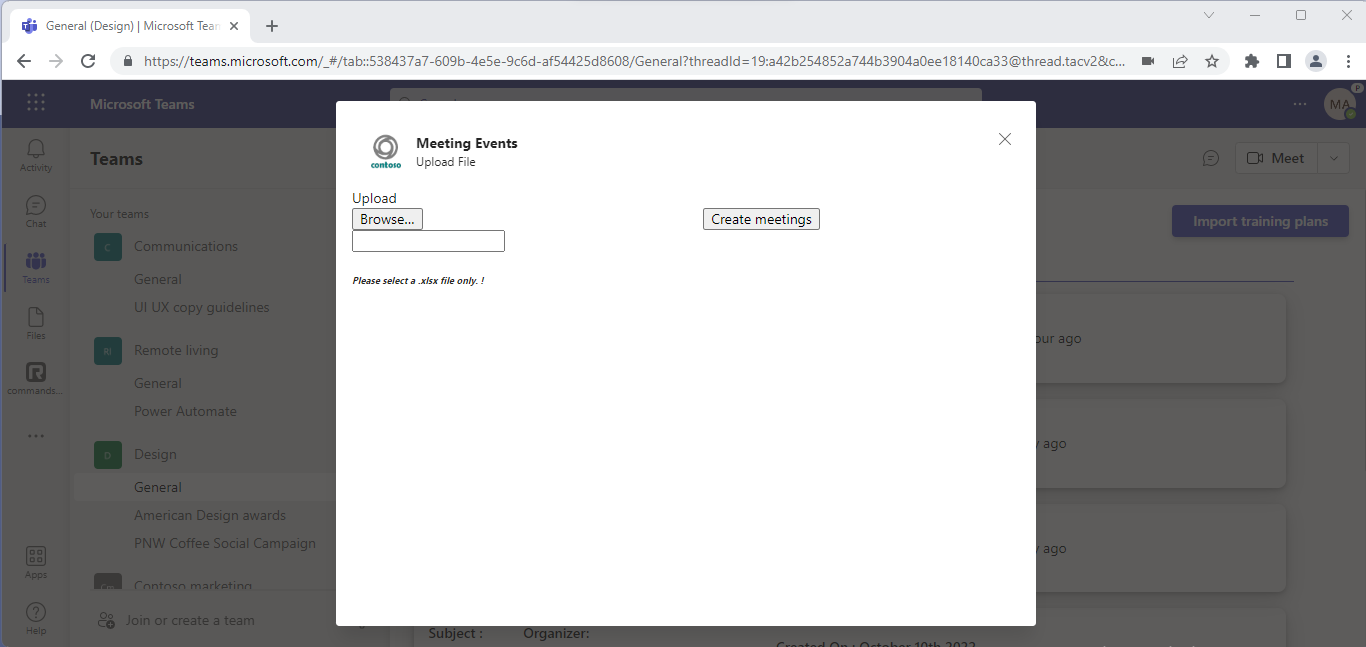 General (Design) | Microsoft Tean
https://teams.microsoft.com/_#/tab::538437a7-609b-4e5e-9c6d-af54425d8608/General?threadId=19:a42b254852a744b3904a0ee18140ca33@thread.tacv2&c...
Microsoft Teams
P
MA
Activity
Chat
Teams
Files
commands...
Apps
Help
Teams
Your teams
C Communications
General
UI UX copy guidelines
Rl Remote living
General
Power Automate
D Design
General
American Design awards
PNW Coffee Social Campaign
Cm Contoso marketing
Join or create a team
contoso
Meeting Events
Upload File
Upload
Browse...
Create meetings
Please select a .xlsx file only. !
Meet
Import training plans
our ago
y ago
y ago
Subject : Organizer:
Created On : October 10th 2022